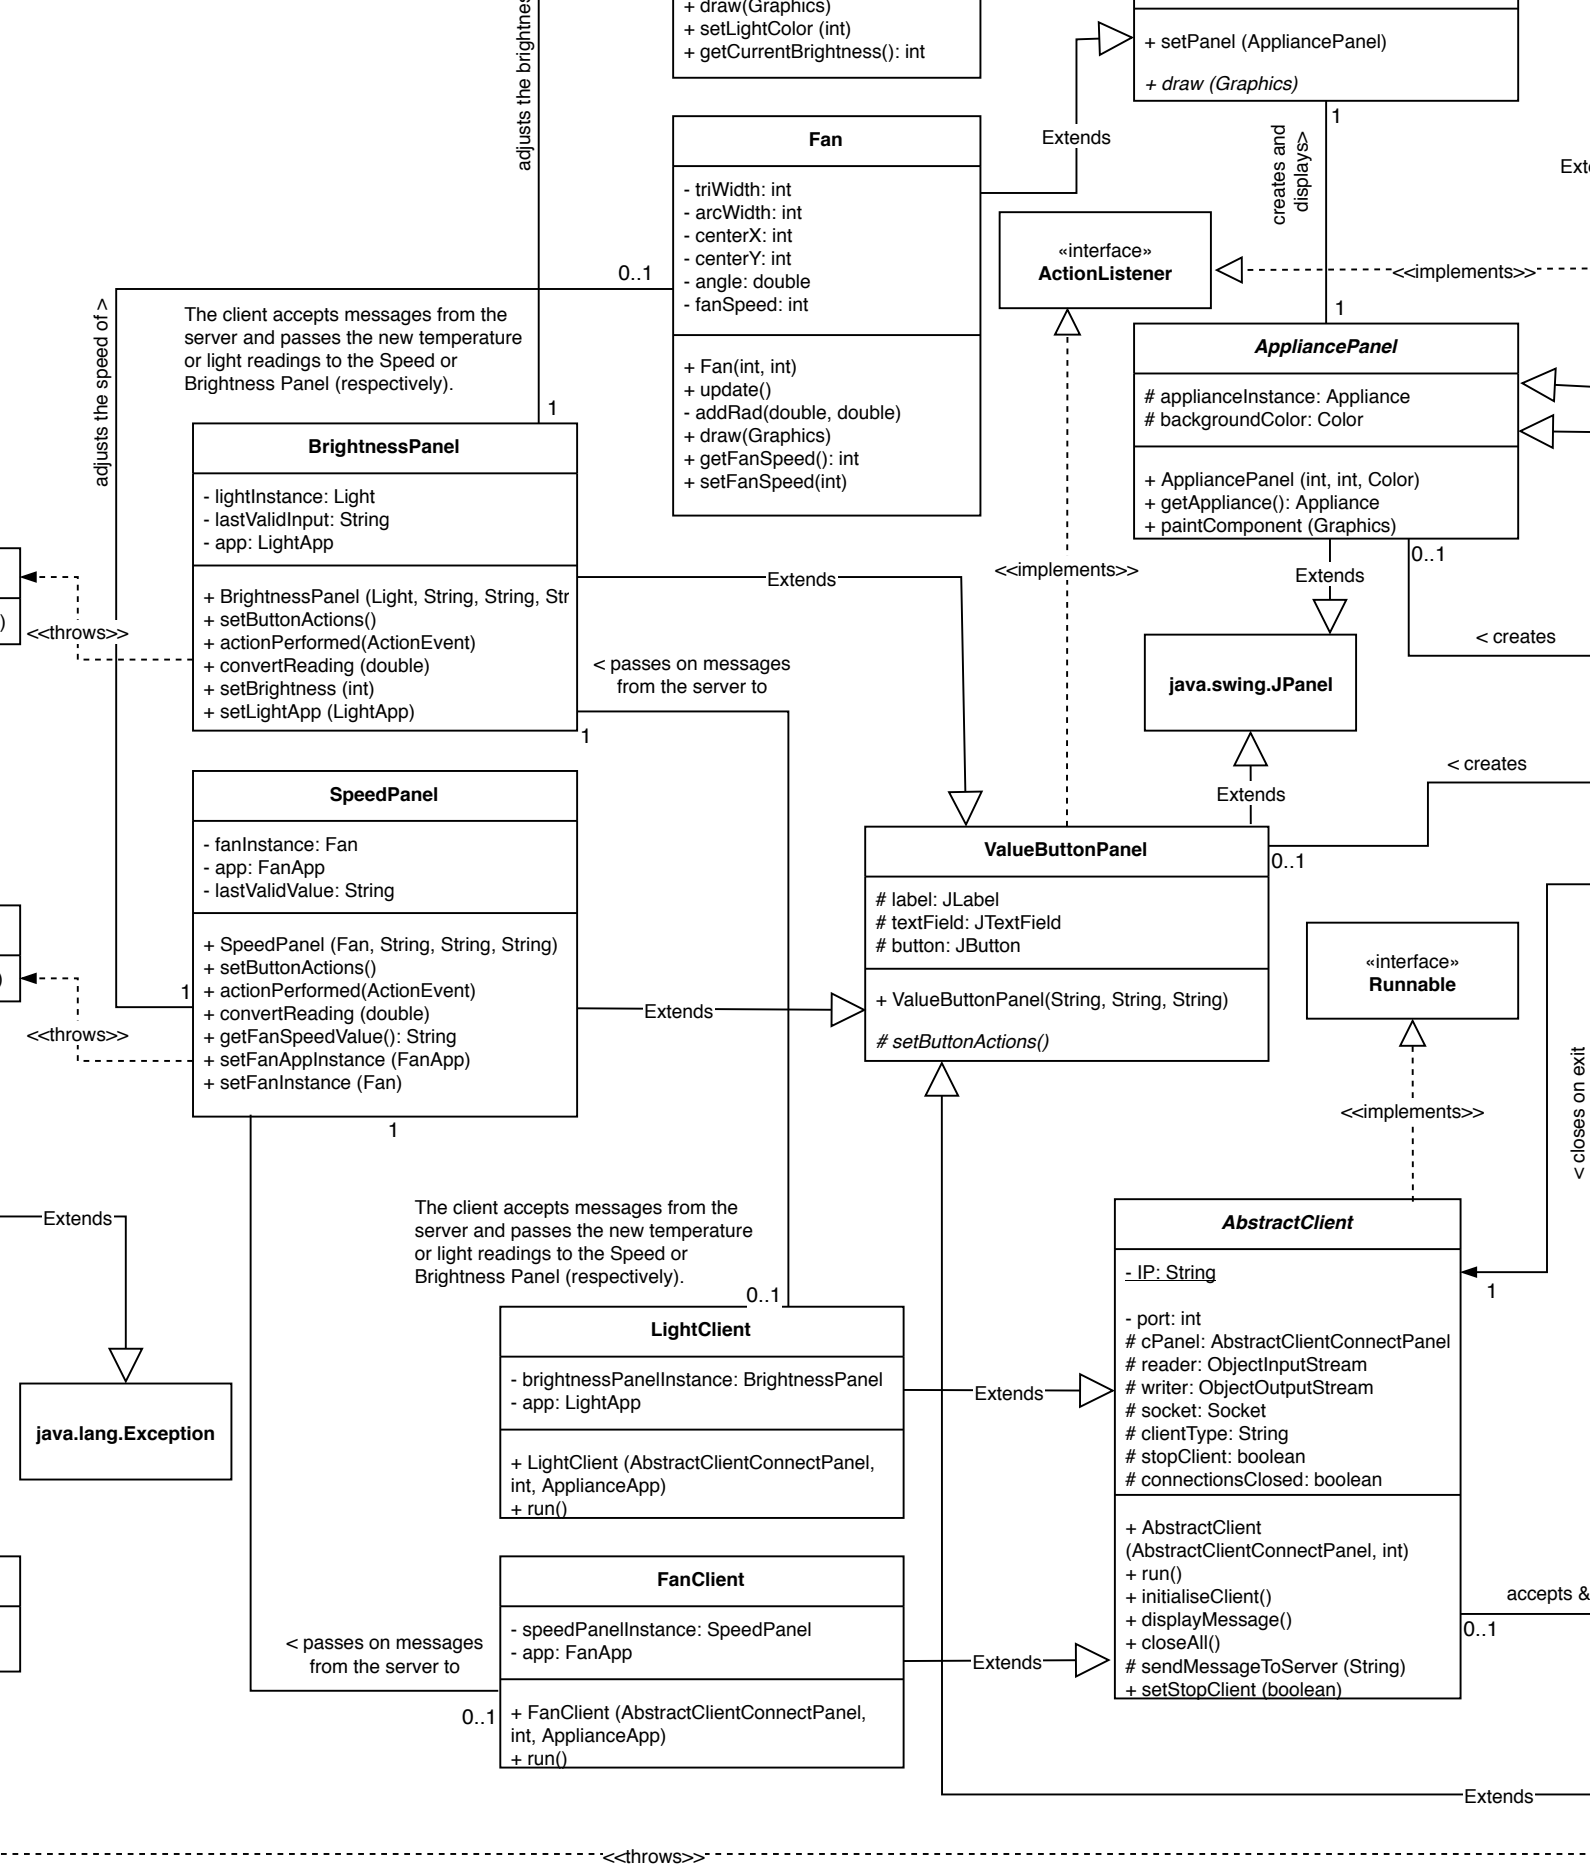 adjusts the brightnes
+ draw(Graphics)
+ setLightColor (int)
+ getCurrentBrightness(): int
+ setPanel (AppliancePanel)
+ draw (Graphics)
1
Extends
creates and
displays>
Fan
- triWidth: int
- arcWidth: int
- centerX: int
- centerY: int
- angle: double
- fanSpeed: int
+ Fan(int, int)
+ update()
- addRad(double, double)
+ draw(Graphics)
+ getFanSpeed(): int
+ setFanSpeed(int)
0..1
«interface»
ActionListener
<<implements>>
Exte
1
AppliancePanel
# applianceInstance: Appliance
# backgroundColor: Color
+ AppliancePanel (int, int, Color)
+ getAppliance(): Appliance
+ paintComponent (Graphics)
0..1
Extends
< creates
adjusts the speed of >
The client accepts messages from the
server and passes the new temperature
or light readings to the Speed or
Brightness Panel (respectively).
1
BrightnessPanel
- lightInstance: Light
- lastValidInput: String
- app: LightApp
+ BrightnessPanel (Light, String, String, Str
+ setButtonActions()
+ actionPerformed(ActionEvent)
+ convertReading (double)
+ setBrightness (int)
+ setLightApp (LightApp)
1
)
<<throws>>
Extends
<<implements>>
< passes on messages
from the server to
java.swing.JPanel
Extends
< creates
SpeedPanel
- fanInstance: Fan
- app: FanApp
- lastValidValue: String
+ SpeedPanel (Fan, String, String, String)
+ setButtonActions()
+ actionPerformed(ActionEvent)
+ convertReading (double)
+ getFanSpeedValue(): String
+ setFanAppInstance (FanApp)
+ setFanInstance (Fan)
1
1
)
<<throws>>
Extends
ValueButtonPanel
# label: JLabel
# textField: JTextField
# button: JButton
+ ValueButtonPanel(String, String, String)
# setButtonActions()
0..1
«interface»
Runnable
<<implements>>
< closes on exit
Extends
java.lang.Exception
The client accepts messages from the
server and passes the new temperature
or light readings to the Speed or
Brightness Panel (respectively).
0..1
LightClient
- brightnessPanelInstance: BrightnessPanel
- app: LightApp
+ LightClient (AbstractClientConnectPanel,
int, ApplianceApp)
+ run()
Extends
AbstractClient
- IP: String
- port: int
# cPanel: AbstractClientConnectPanel
# reader: ObjectInputStream
# writer: ObjectOutputStream
# socket: Socket
# clientType: String
# stopClient: boolean
# connectionsClosed: boolean
+ AbstractClient
(AbstractClientConnectPanel, int)
+ run()
+ initialiseClient()
+ displayMessage()
+ closeAll()
# sendMessageToServer (String)
+ setStopClient (boolean)
1
accepts &
0..1
FanClient
- speedPanelInstance: SpeedPanel
- app: FanApp
+ FanClient (AbstractClientConnectPanel,
int, ApplianceApp)
+ run()
< passes on messages
from the server to
0..1
Extends
Extends
<<throws>>